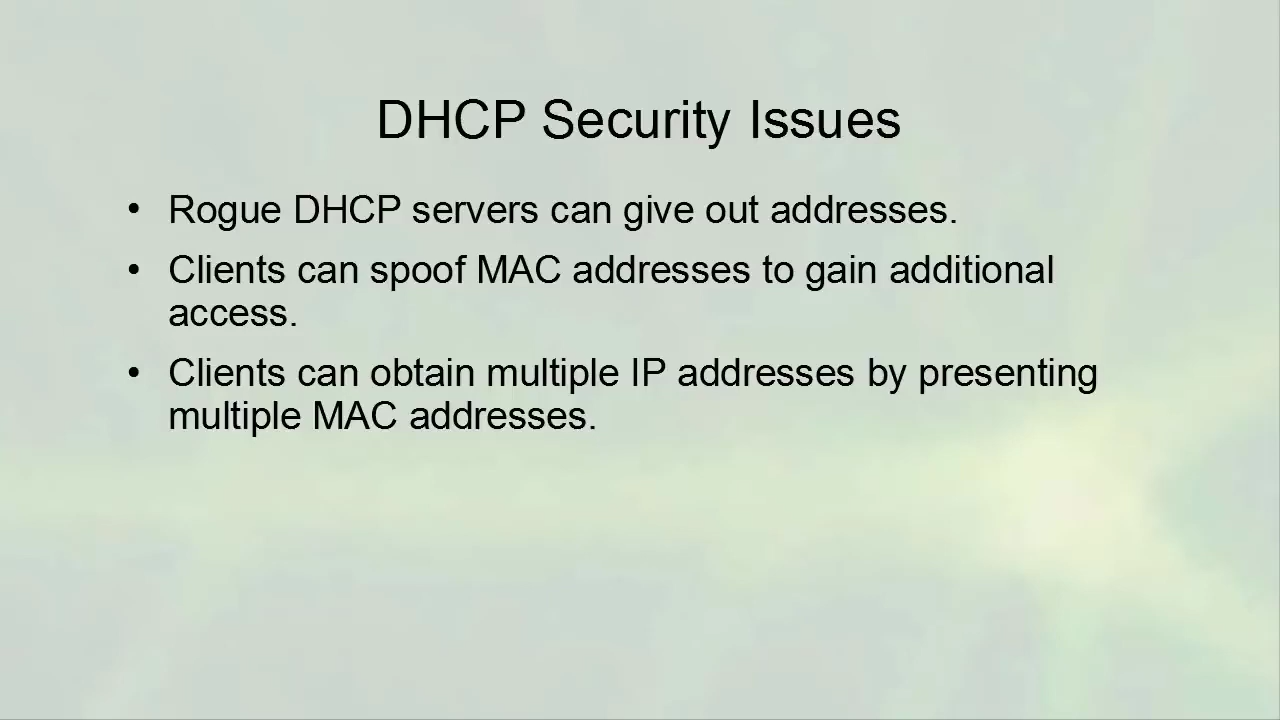 DHCP Security Issues
• Rogue DHCP servers can give out addresses.
• Clients can spoof MAC addresses to gain additional
access.
• Clients can obtain multiple IP addresses by presenting
multiple MAC addresses.